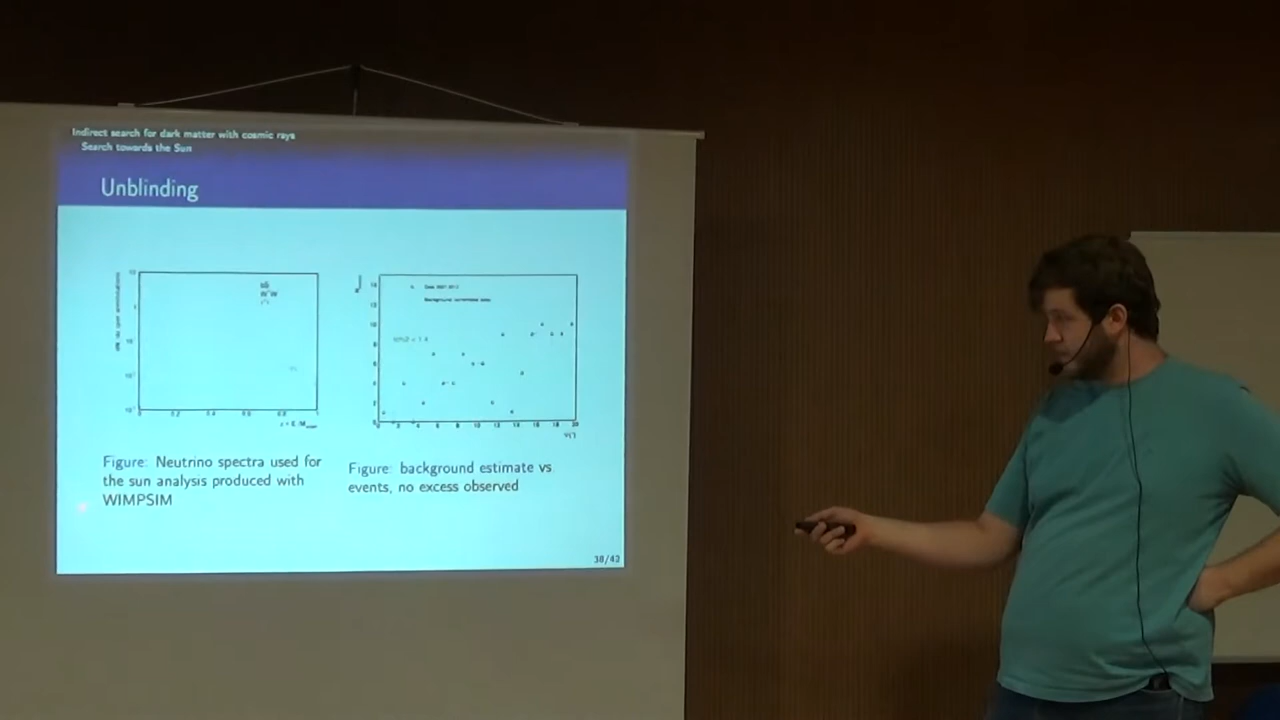 Indirect search for dark matter with cosmic rays
Search towards the Sun
Unblinding
Figure: Neutrino spectra used for
the sun analysis produced with
WIMPSIM
Figure: background estimate vs
events, no excess observed
38/43